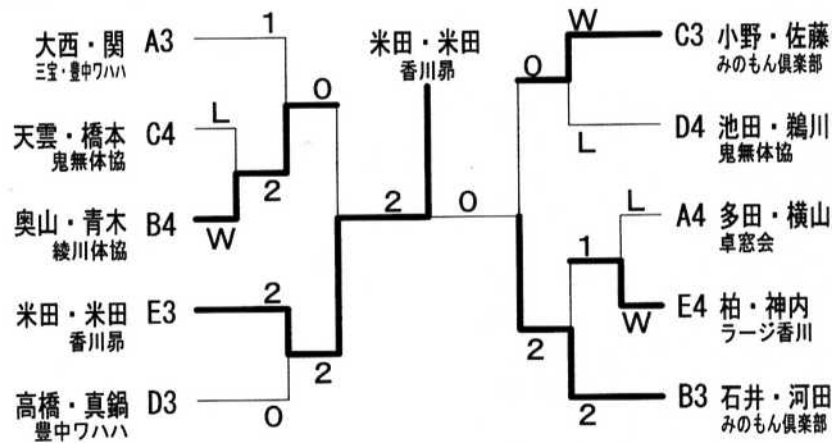 大西・関 A3 1
三宝・豊中ワハハ
天雲・橋本 C4 L
鬼無体協
奥山・青木 B4 W
綾川体協
2
0
米田・米田 E3 2
香川昴
高橋・真鍋 D3 0
豊中ワハハ
2
米田・米田
香川昴
2 0
W C3 小野・佐藤
みのもん倶楽部
0
L D4 池田・鵜川
鬼無体協
L A4 多田・横山
卓窓会
1
W E4 柏・神内
ラージ香川
2
2 B3 石井・河田
みのもん倶楽部